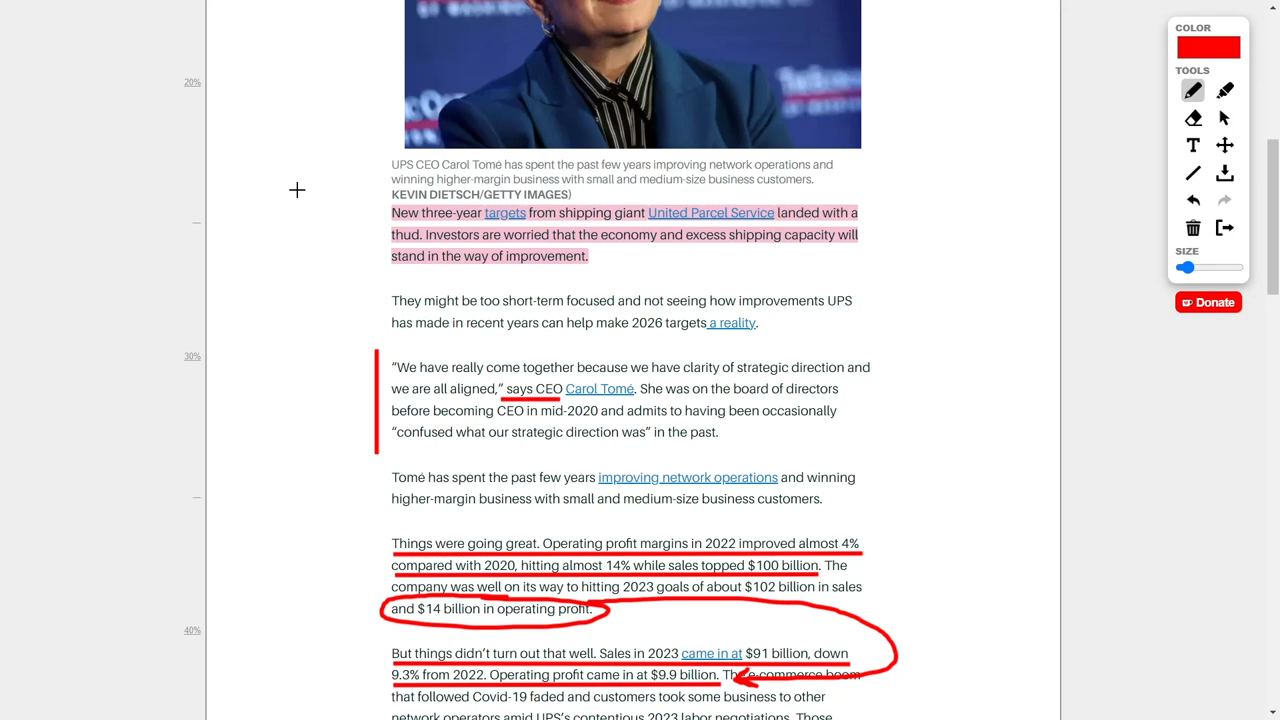 COLOR
TOOLS
SIZE
Donate
20%
30%
40%
UPS CEO Carol Tomé has spent the past few years improving network operations and
winning higher-margin business with small and medium-size business customers.
KEVIN DIETSCH/GETTY IMAGES)
New three-year targets from shipping giant United Parcel Service landed with a
thud. Investors are worried that the economy and excess shipping capacity will
stand in the way of improvement.
They might be too short-term focused and not seeing how improvements UPS
has made in recent years can help make 2026 targets a reality.
“We have really come together because we have clarity of strategic direction and
we are all aligned,” says CEO Carol Tomé. She was on the board of directors
before becoming CEO in mid-2020 and admits to having been occasionally
“confused what our strategic direction was” in the past.
Tomé has spent the past few years improving network operations and winning
higher-margin business with small and medium-size business customers.
Things were going great. Operating profit margins in 2022 improved almost 4%
compared with 2020, hitting almost 14% while sales topped $100 billion. The
company was well on its way to hitting 2023 goals of about $102 billion in sales
and $14 billion in operating profit.
But things didn’t turn out that well. Sales in 2023 came in at $91 billion, down
9.3% from 2022. Operating profit came in at $9.9 billion. The e-commerce boom
that followed Covid-19 faded and customers took some business to other
network operators amid UPS’s contentious 2023 labor negotiations. Those